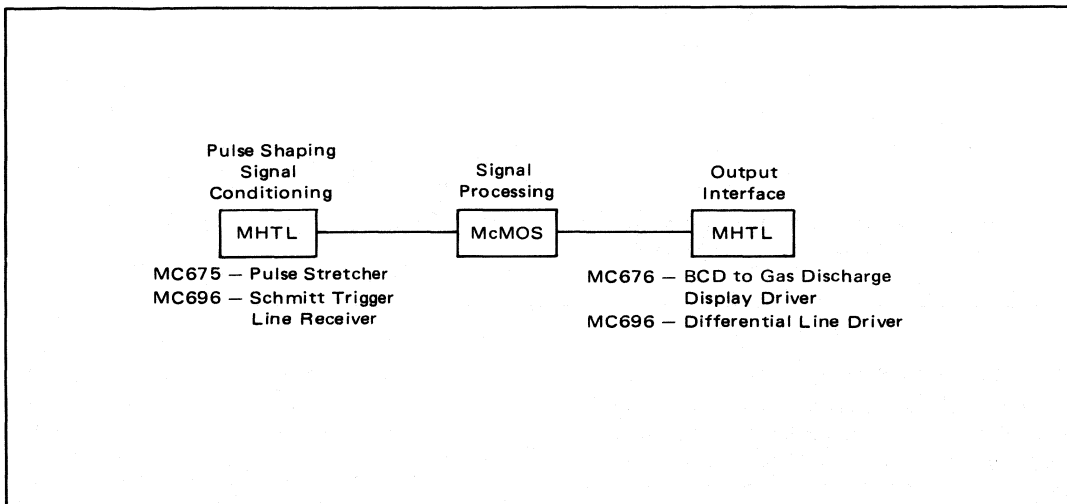 Pulse Shaping
Signal
Conditioning
MHTL
MC675 — Pulse Stretcher
MC696 — Schmitt Trigger
Line Receiver
Signal
Processing
McMOS
Output
Interface
MHTL
MC676 — BCD to Gas Discharge
Display Driver
MC696 — Differential Line Driver